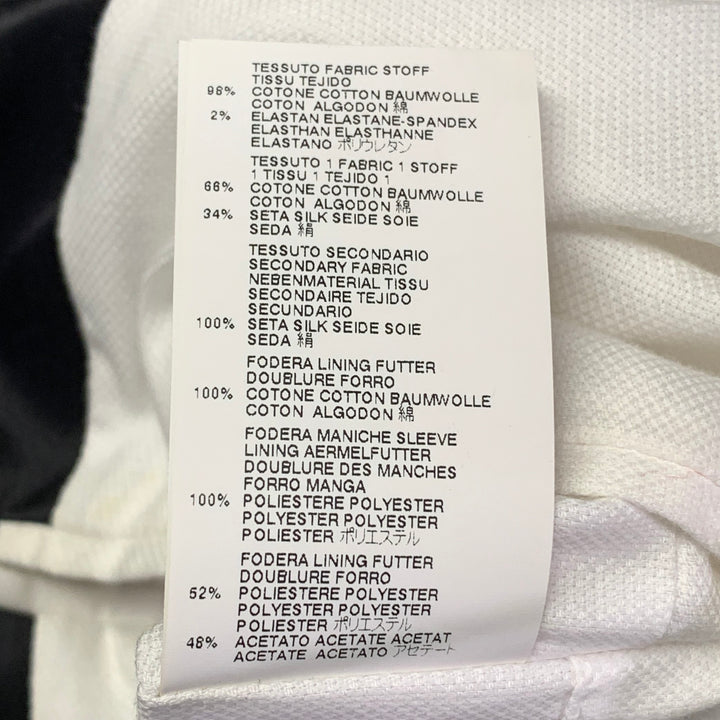 TESSUTO FABRIC STOFF
TISSU TEJIDO
98% COTONE COTTON BAUMWOLLE
COTON ALGODON 綿
2% ELASTAN ELASTANE-SPANDEX
ELASTHAN ELASTHANNE
ELASTANO ポリウレタン
TESSUTO 1 FABRIC 1 STOFF
1 TISSU 1 TEJIDO 1
66% COTONE COTTON BAUMWOLLE
COTON ALGODON 綿
34% SETA SILK SEIDE SOIE
SEDA 絹
TESSUTO SECONDARIO
SECONDARY FABRIC
NEBENMATERIAL TISSU
SECONDAIRE TEJIDO
SECUNDARIO
100% SETA SILK SEIDE SOIE
SEDA 絹
FODERA LINING FUTTER
DOUBLURE FORRO
100% COTONE COTTON BAUMWOLLE
COTON ALGODON 綿
FODERA MANICHE SLEEVE
LINING AERMELFUTTER
DOUBLURE DES MANCHES
FORRO MANGA
100% POLIESTERE POLYESTER
POLYESTER POLYESTER
POLIESTER ポリエステル
FODERA LINING FUTTER
DOUBLURE FORRO
52% POLIESTERE POLYESTER
POLYESTER POLYESTER
POLIESTER ポリエステル
48% ACETATO ACETATE ACETAT
ACETATE ACETATO アセテート